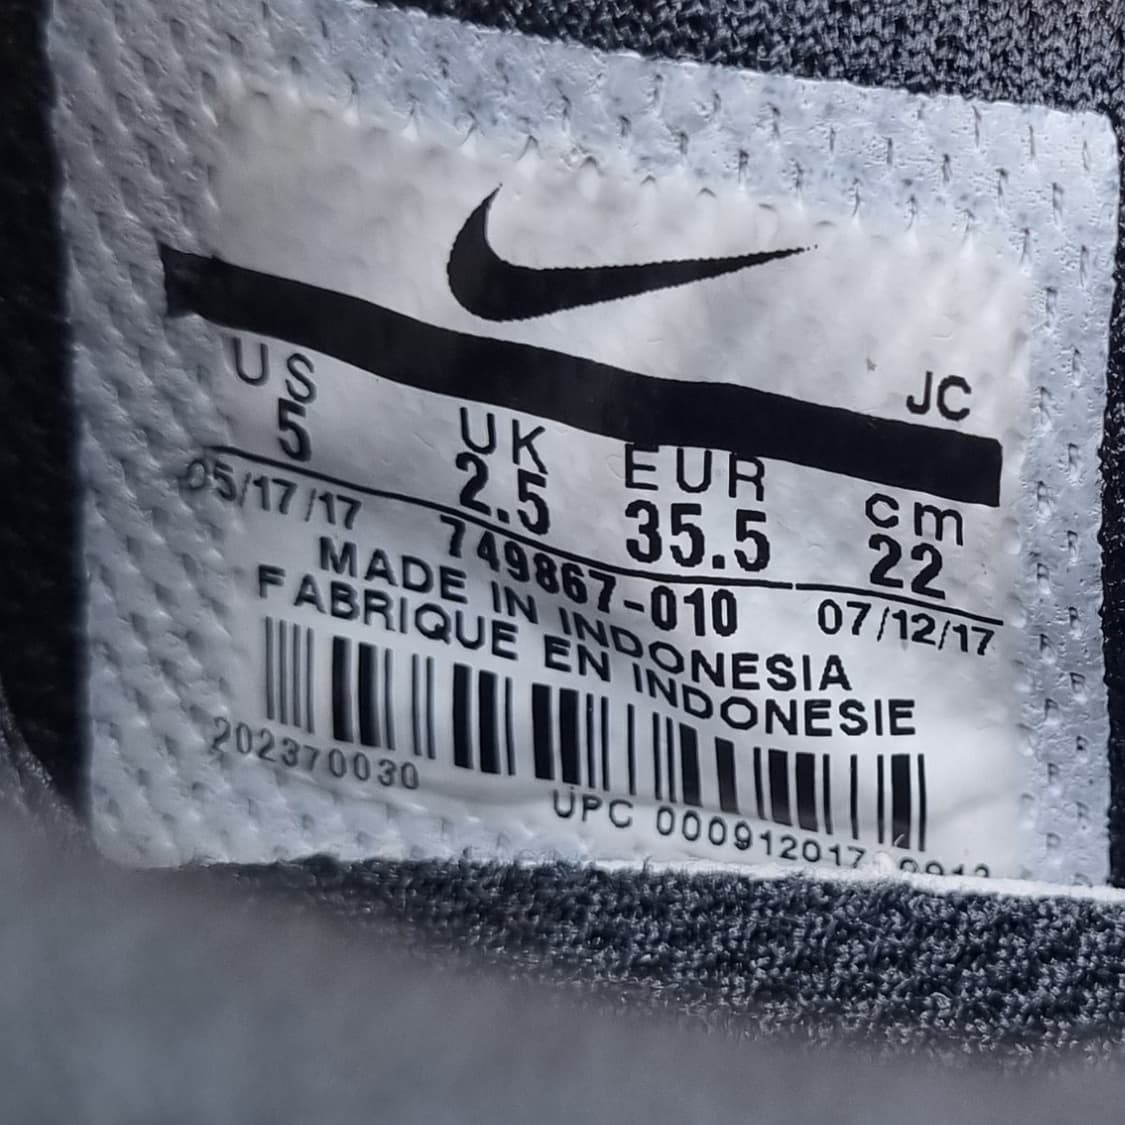 JC
US UK EUR cm
5 2.5 35.5 22
05/17/17 749867-010 07/12/17
MADE IN INDONESIA
FABRIQUE EN INDONESIE
202370030
UPC 000912017